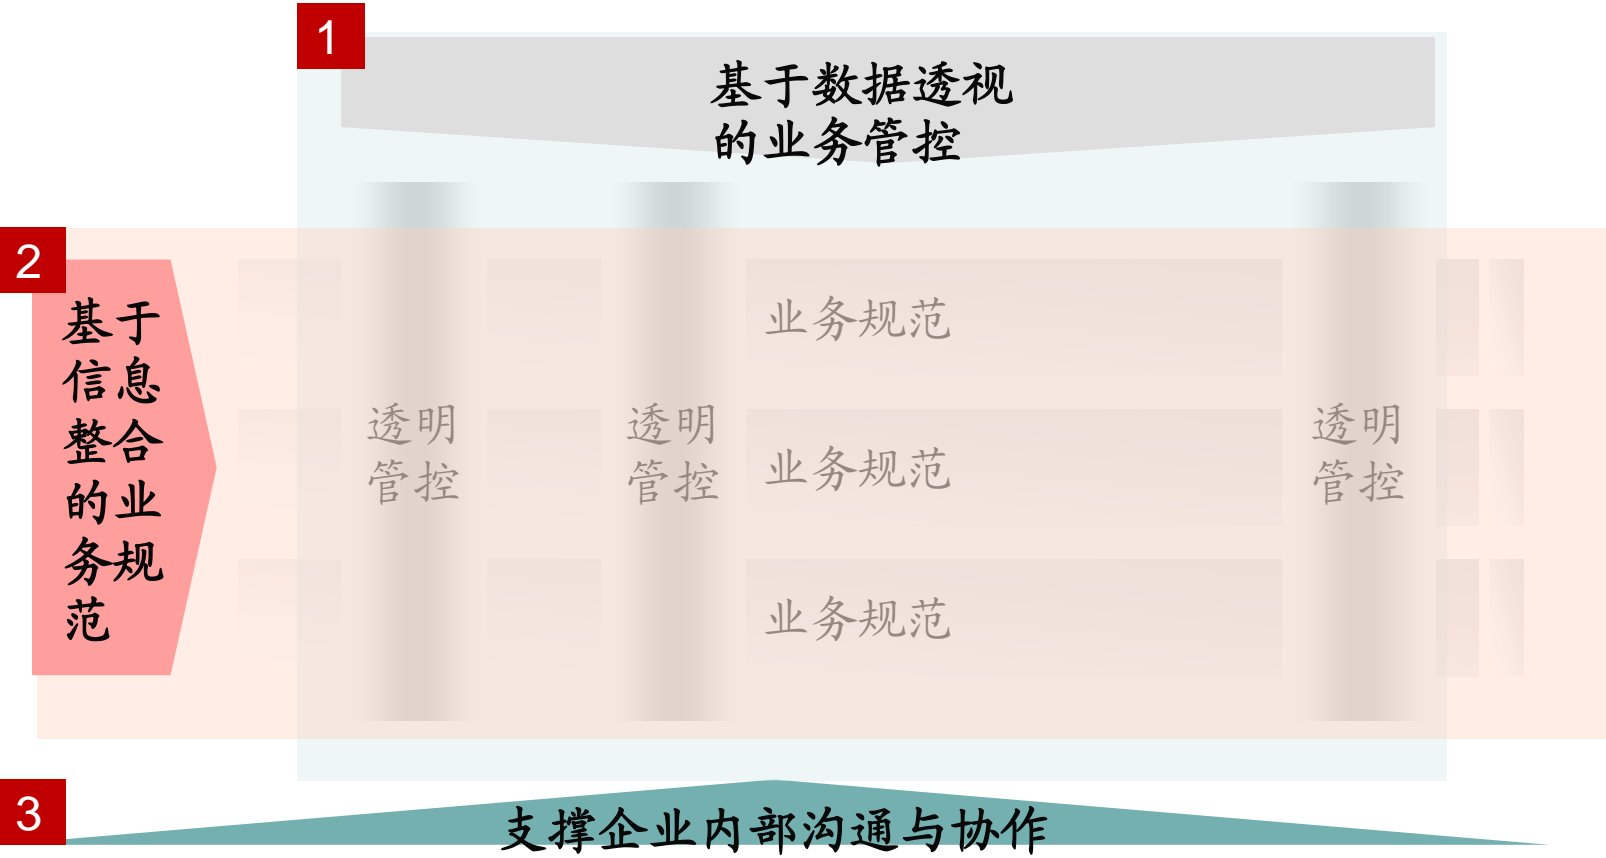 1
基于数据透视
的业务管控
2
基于
信息
整合
的业
务规
范
业务规范
透明
管控
透明
管控
业务规范
透明
管控
业务规范
3
支撑企业内部沟通与协作